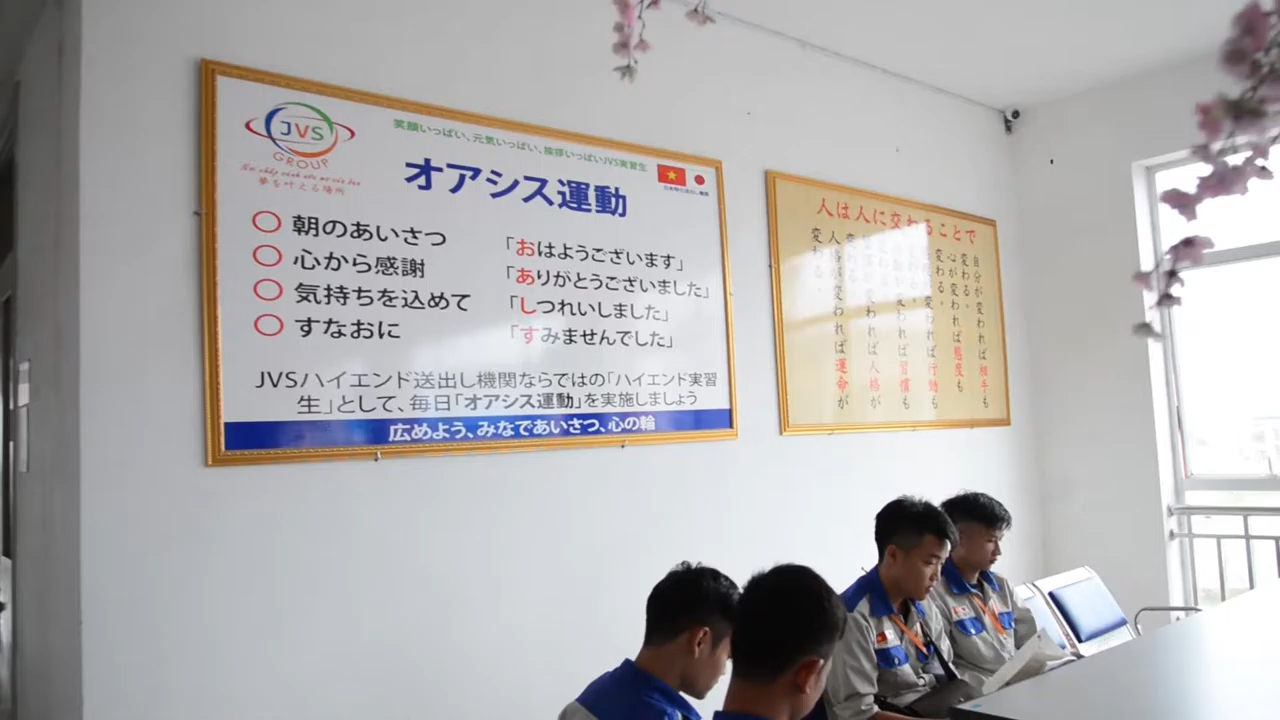 JVS
GROUP
夢を叶える場所
笑顔いっぱい、元気いっぱい、挨拶いっぱいJVS実習生
オアシス運動
〇 朝のあいさつ 「おはようございます」
〇 心から感謝 「ありがとうございました」
〇 気持ちを込めて 「しつれいしました」
〇 すなおに 「すみませんでした」
JVSハイエンド送出し機関ならではの「ハイエンド実習
生」として、毎日「オアシス運動」を実施しましょう
広めよう、みなであいさつ、心の輪
人は人に交わることで
自分が変われば相手も
変わる。
心が変われば態度も
変わる。
変われば行動も
変われば習慣も
変われば人格が
人格が変われば運命が
変わる。